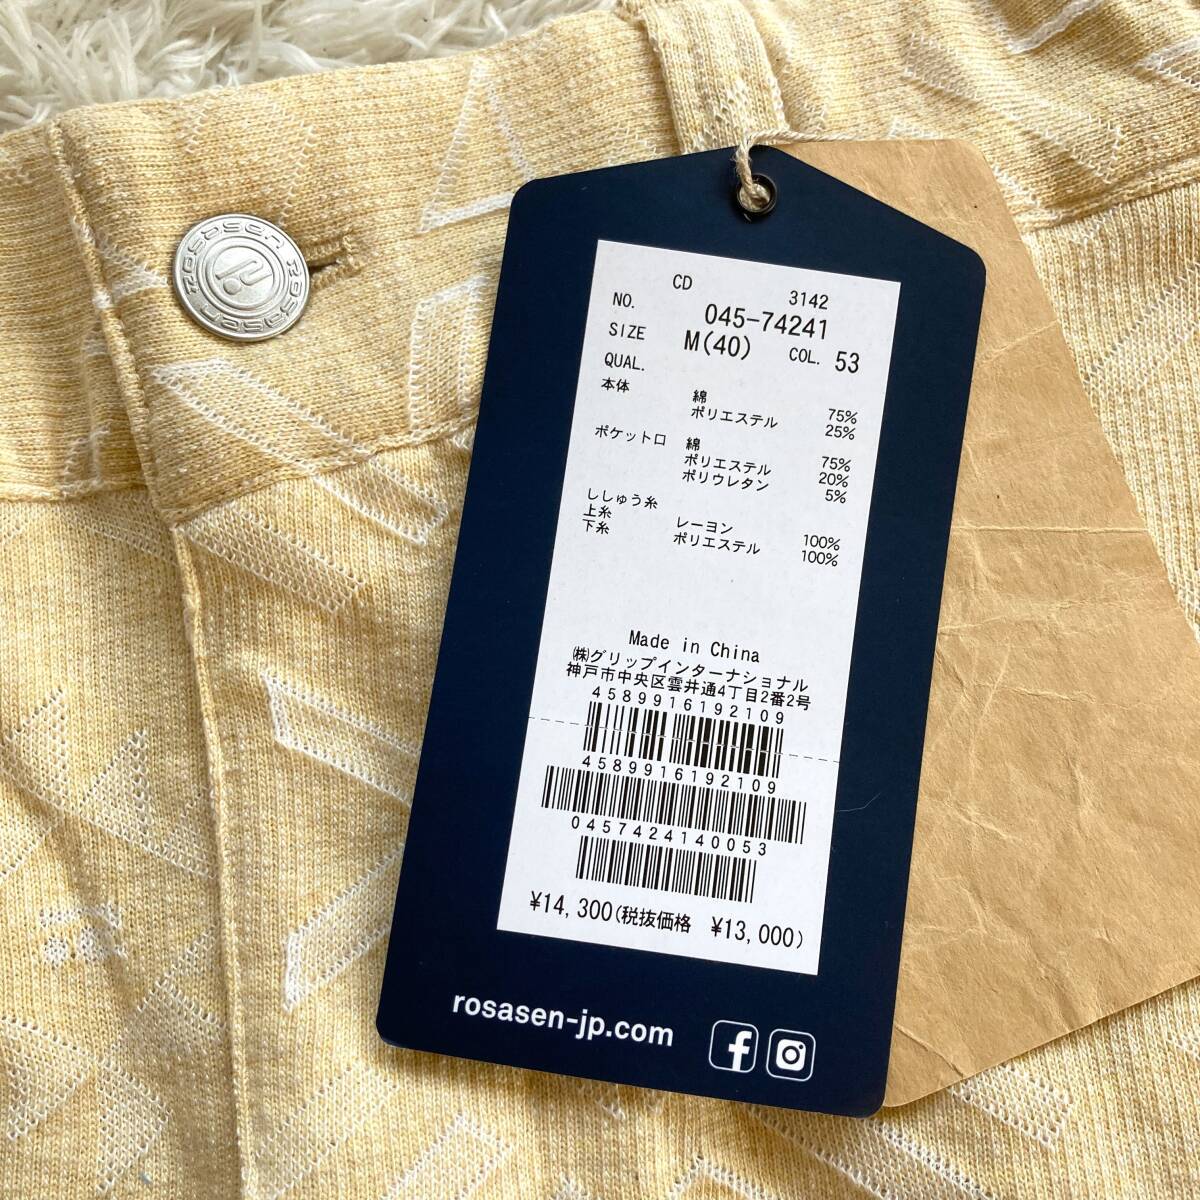 rosasen rosasen rosasen
CD 3142
NO. 045-74241
SIZE M(40) COL. 53
QUAL.
本体 綿 75%
ポリエステル 25%
ポケット口 綿 75%
ポリエステル 20%
ポリウレタン 5%
ししゅう糸
上糸 レーヨン 100%
下糸 ポリエステル 100%
Made in China
㈱グリップインターナショナル
神戸市中央区雲井通4丁目2番2号
4589916192109
4589916192109
0457424140053
¥14,300(税抜価格 ¥13,000)
rosasen-jp.com